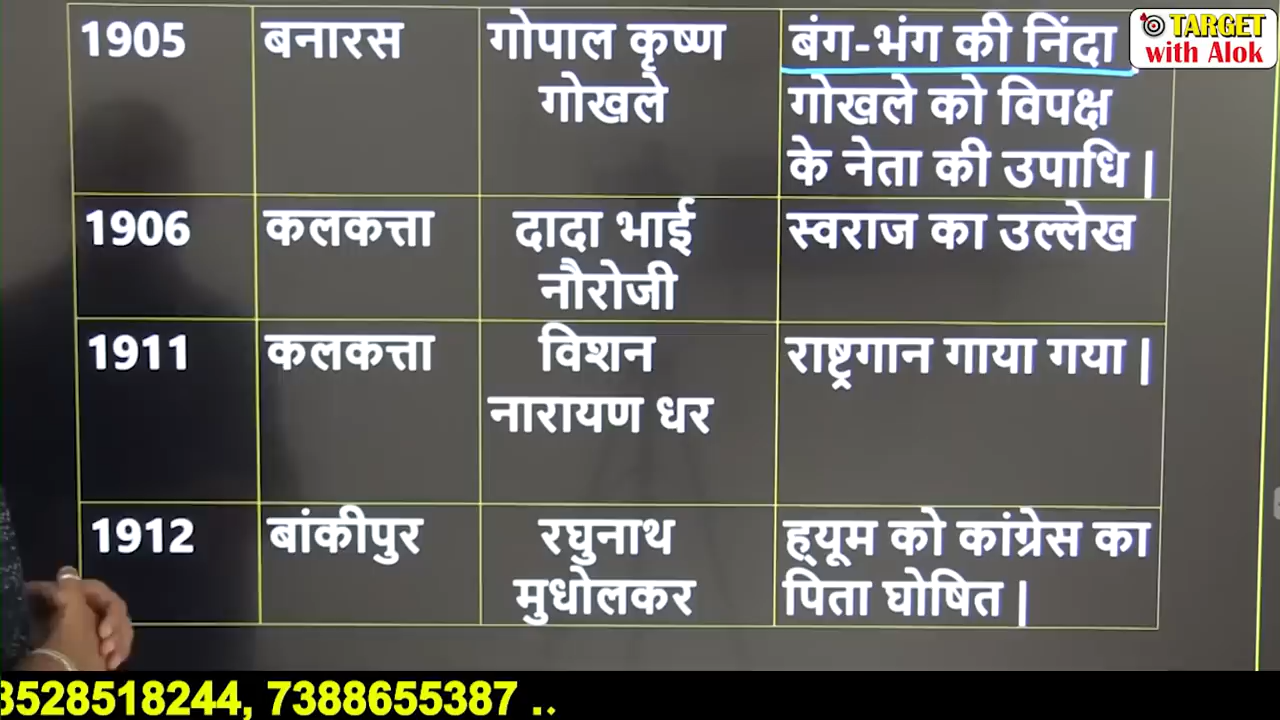 TARGET
with Alok
1905 बनारस गोपाल कृष्ण बंग-भंग की निंदा
गोखले गोखले को विपक्ष
के नेता की उपाधि |
1906 कलकत्ता दादा भाई स्वराज का उल्लेख
नौरोजी
1911 कलकत्ता विशन राष्ट्रगान गाया गया |
नारायण धर
1912 बांकीपुर रघुनाथ ह्यूम को कांग्रेस का
मुधोलकर पिता घोषित |
8528518244, 7388655387 ..